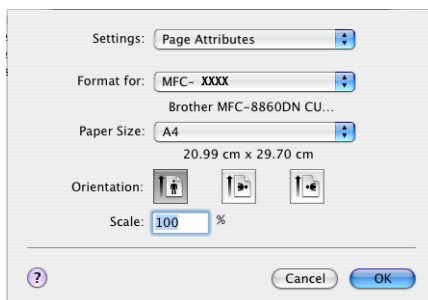 Settings: Page Attributes
Format for: MFC- XXXX
Brother MFC-8860DN CU...
Paper Size: A4
20.99 cm x 29.70 cm
Orientation:
Scale: 100 %
? Cancel OK